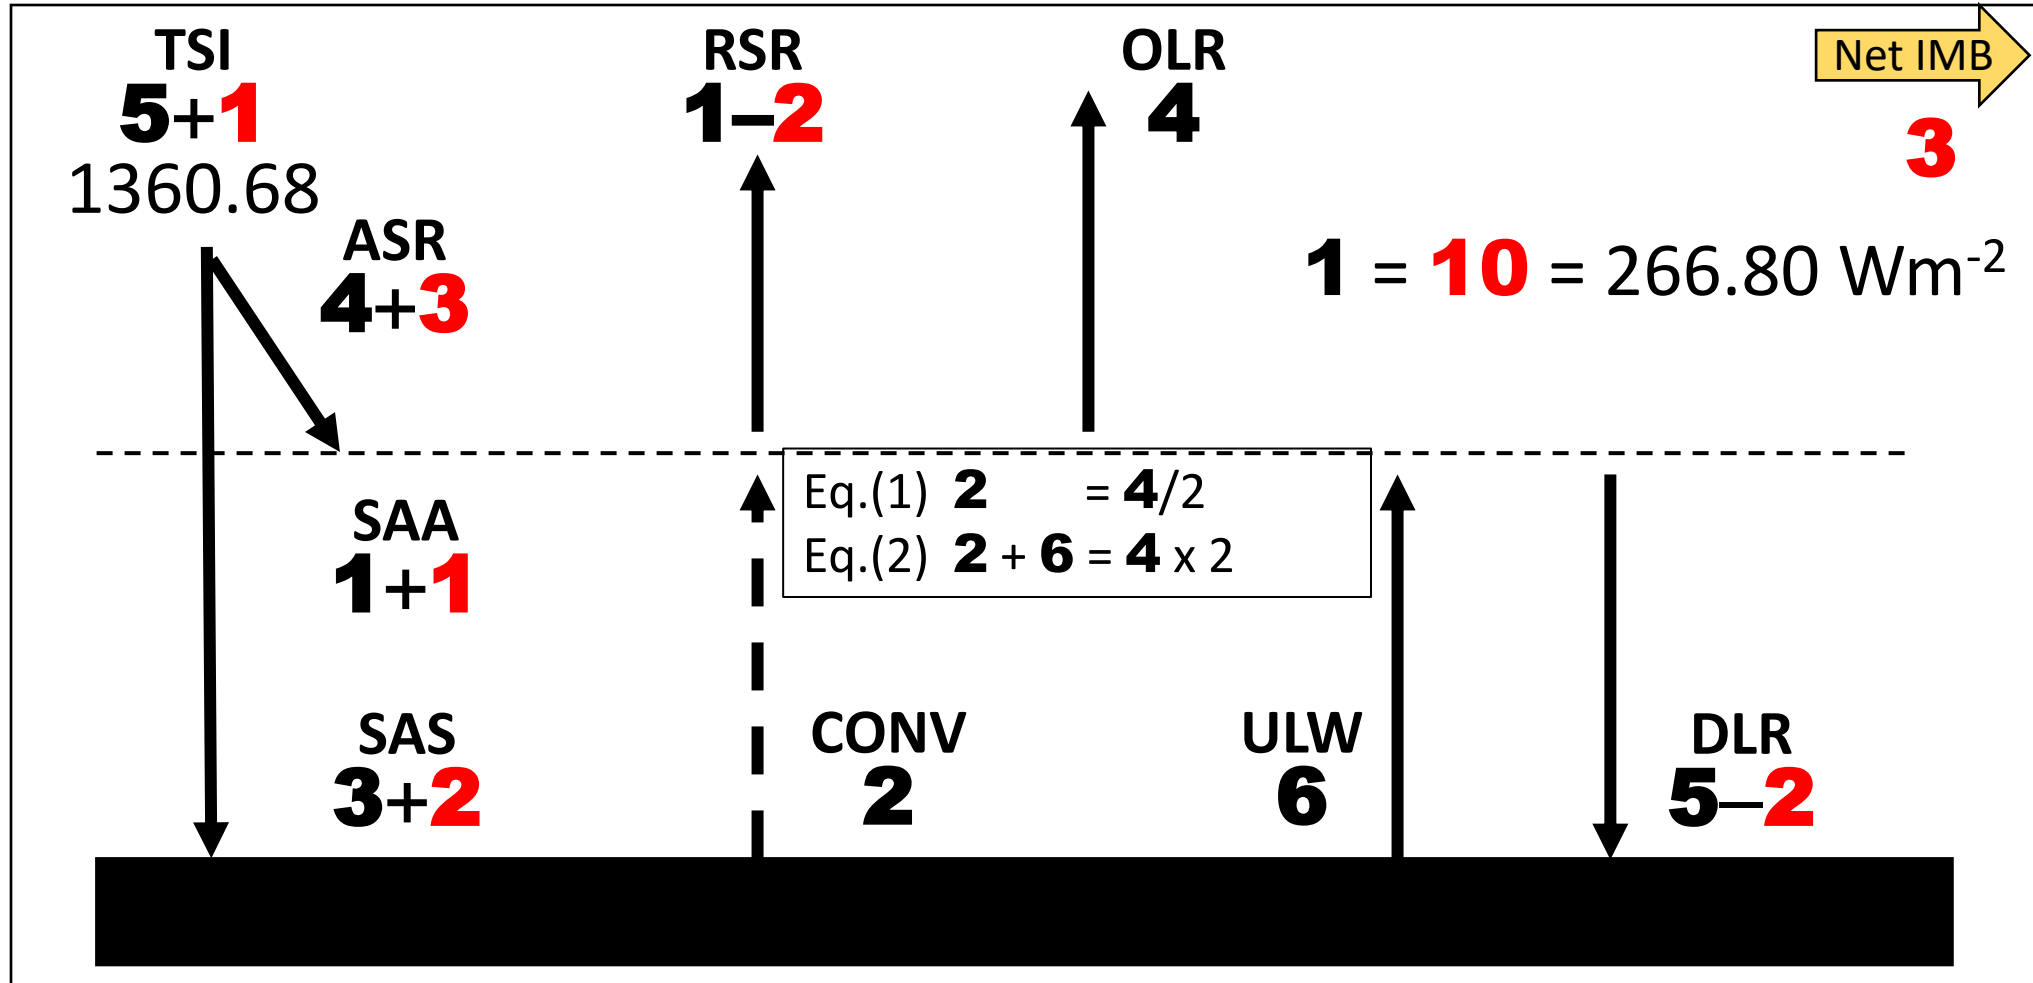 TSI
5+1
1360.68
ASR
4+3
RSR
1–2
OLR
4
Net IMB
3
1 = 10 = 266.80 Wm-2
Eq.(1) 2 = 4/2
Eq.(2) 2 + 6 = 4 x 2
SAA
1+1
SAS
3+2
CONV
2
ULW
6
DLR
5–2